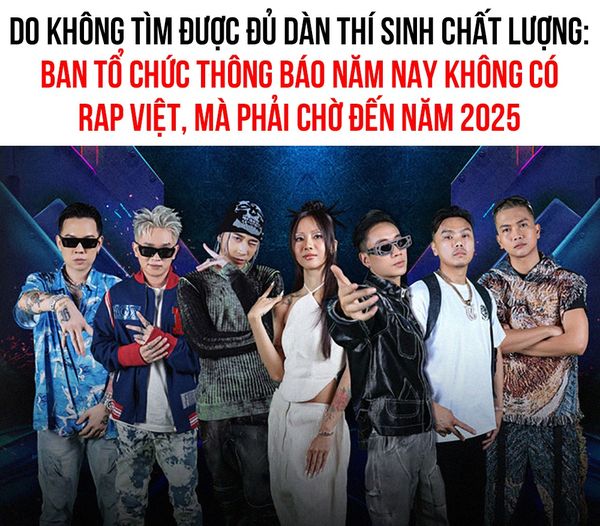 DO KHÔNG TÌM ĐƯỢC ĐỦ DÀN THÍ SINH CHẤT LƯỢNG:
BAN TỔ CHỨC THÔNG BÁO NĂM NAY KHÔNG CÓ
RAP VIỆT, MÀ PHẢI CHỜ ĐẾN NĂM 2025